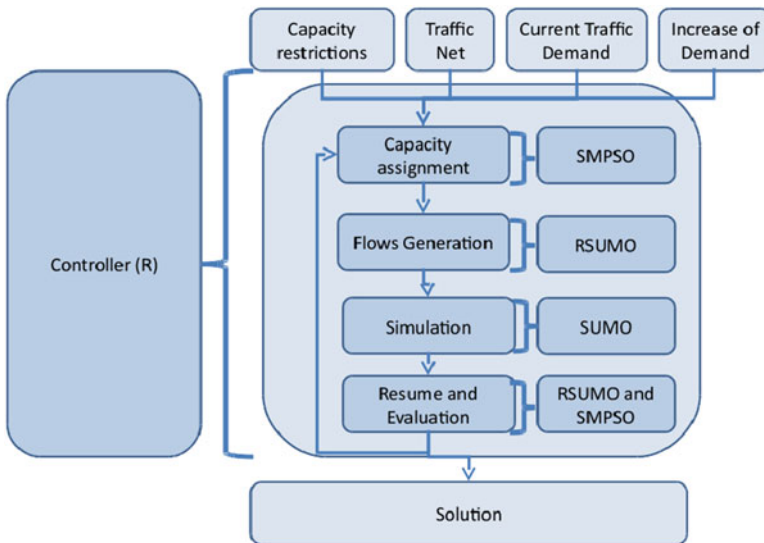 Capacity
restrictions
Traffic
Net
Current Traffic
Demand
Increase of
Demand
Controller (R)
Capacity
assignment
SMPSO
Flows Generation
RSUMO
Simulation
SUMO
Resume and
Evaluation
RSUMO and
SMPSO
Solution